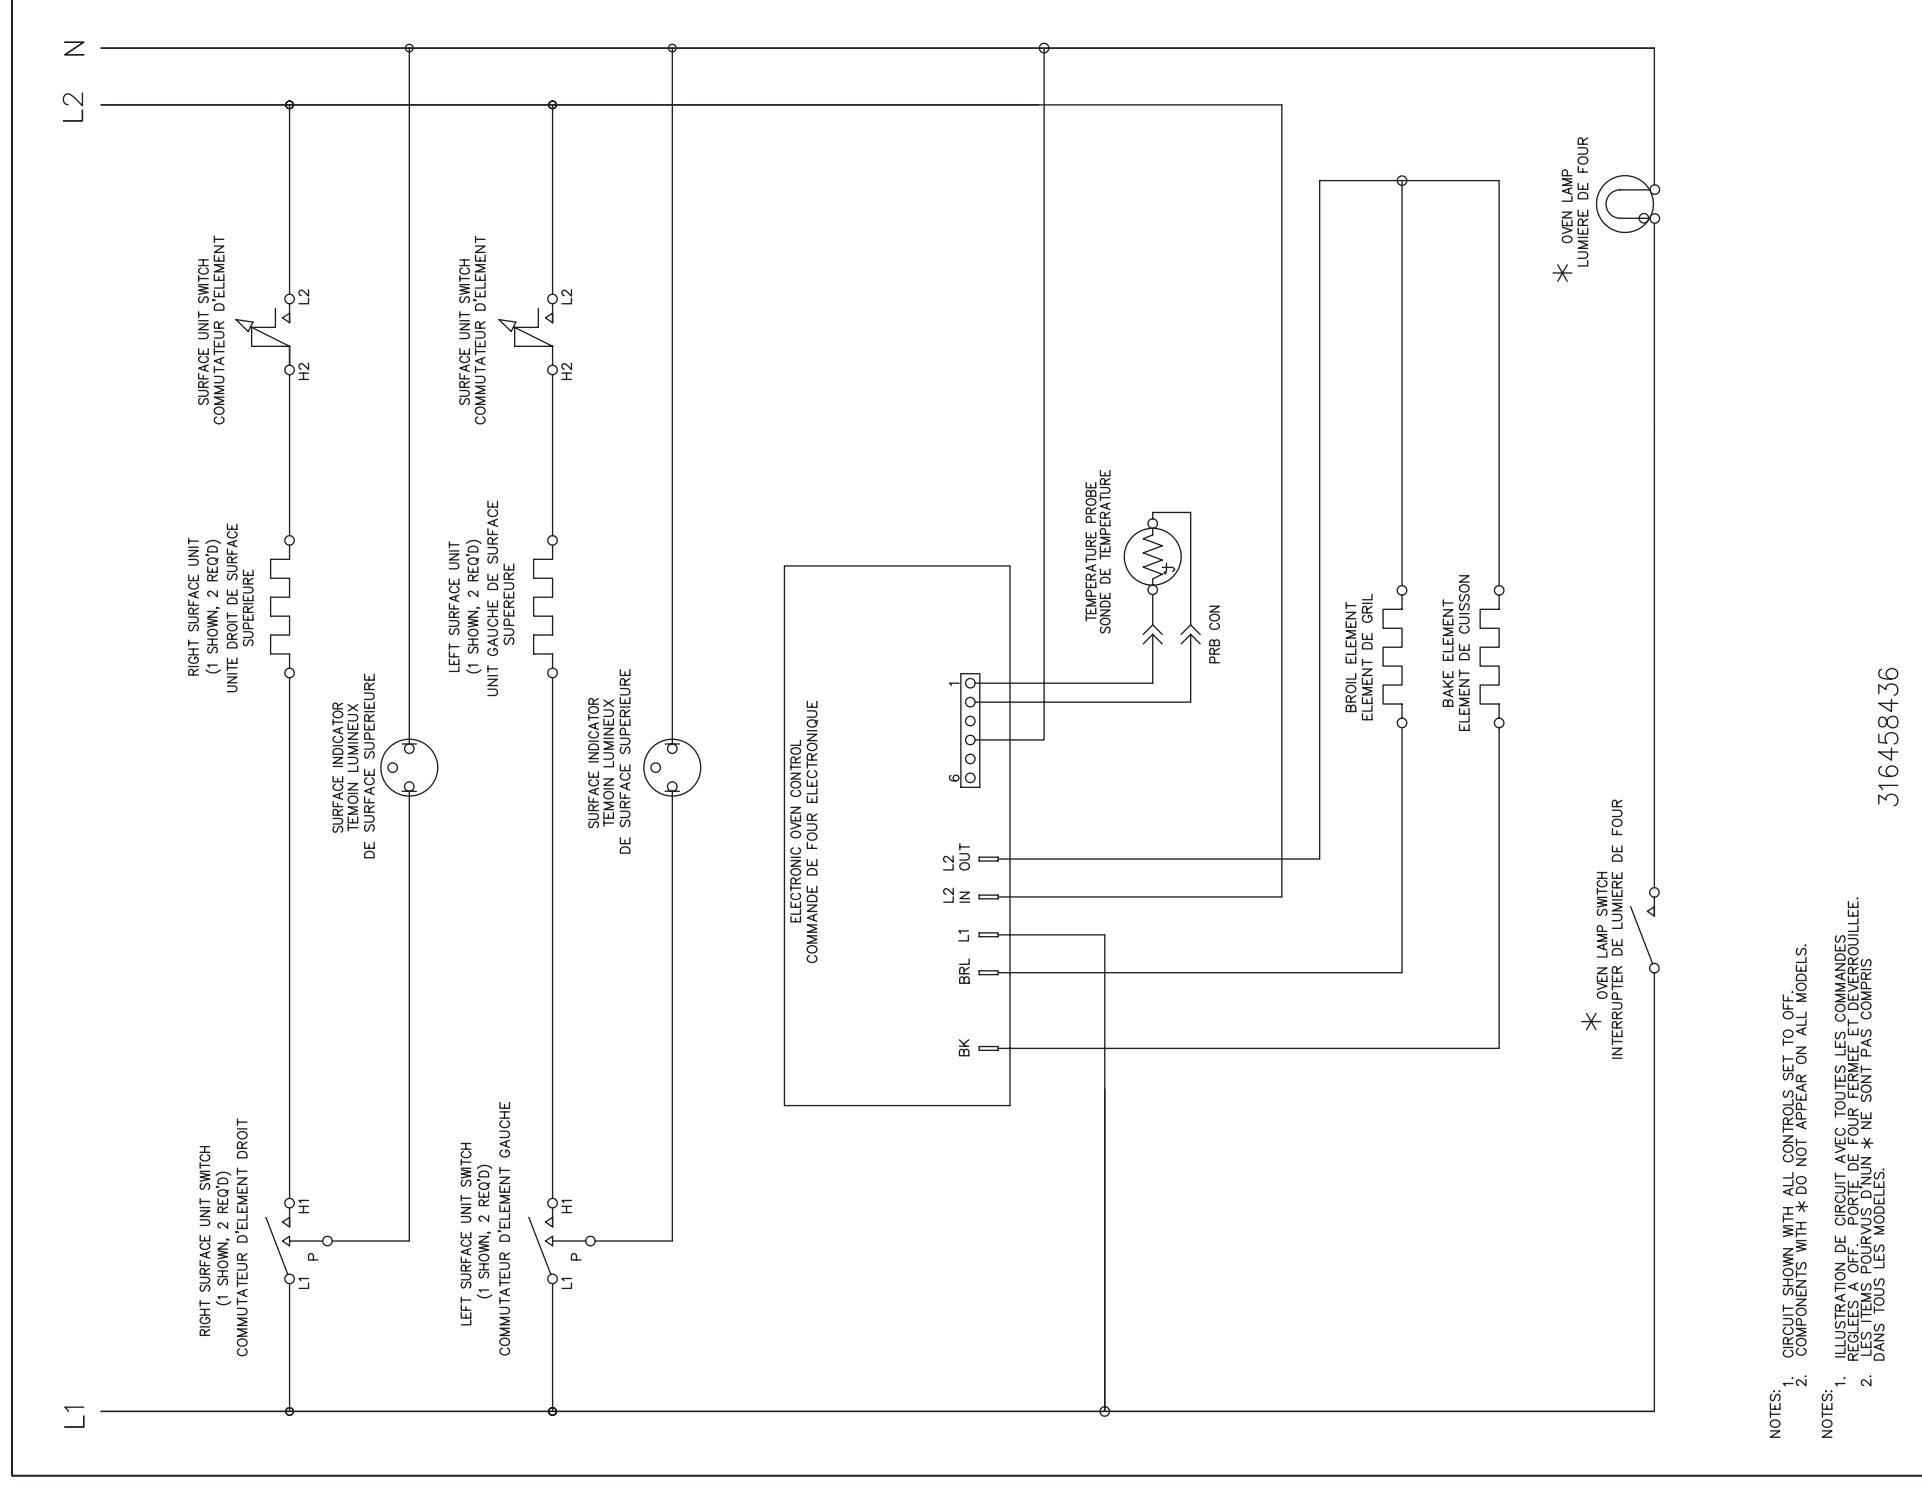 L1
L2
N
RIGHT SURFACE UNIT SWITCH
(1 SHOWN, 2 REQ'D)
COMMUTATEUR D'ELEMENT DROIT
L1
P
H1
RIGHT SURFACE UNIT
(1 SHOWN, 2 REQ'D)
UNITE DROIT DE SURFACE
SUPERIEURE
SURFACE UNIT SWITCH
COMMUTATEUR D'ELEMENT
H2
L2
SURFACE INDICATOR
TEMOIN LUMINEUX
DE SURFACE SUPERIEURE
LEFT SURFACE UNIT SWITCH
(1 SHOWN, 2 REQ'D)
COMMUTATEUR D'ELEMENT GAUCHE
L1
P
H1
LEFT SURFACE UNIT
(1 SHOWN, 2 REQ'D)
UNIT GAUCHE DE SURFACE
SUPEREURE
SURFACE UNIT SWITCH
COMMUTATEUR D'ELEMENT
H2
L2
SURFACE INDICATOR
TEMOIN LUMINEUX
DE SURFACE SUPERIEURE
ELECTRONIC OVEN CONTROL
COMMANDE DE FOUR ELECTRONIQUE
BK
BRL
L1
L2
IN
L2
OUT
6
1
TEMPERATURE PROBE
SONDE DE TEMPERATURE
PRB CON
BROIL ELEMENT
ELEMENT DE GRIL
BAKE ELEMENT
ELEMENT DE CUISSON
* OVEN LAMP SWITCH
INTERRUPTER DE LUMIERE DE FOUR
* OVEN LAMP
LUMIERE DE FOUR
NOTES:
1. CIRCUIT SHOWN WITH ALL CONTROLS SET TO OFF.
2. COMPONENTS WITH * DO NOT APPEAR ON ALL MODELS.
NOTES:
1. ILLUSTRATION DE CIRCUIT AVEC TOUTES LES COMMANDES
REGLEES A OFF. PORTE DE FOUR FERMEE ET DEVERROUILLEE.
2. LES ITEMS POURVUS D'NUN * NE SONT PAS COMPRIS
DANS TOUS LES MODELES.
316458436